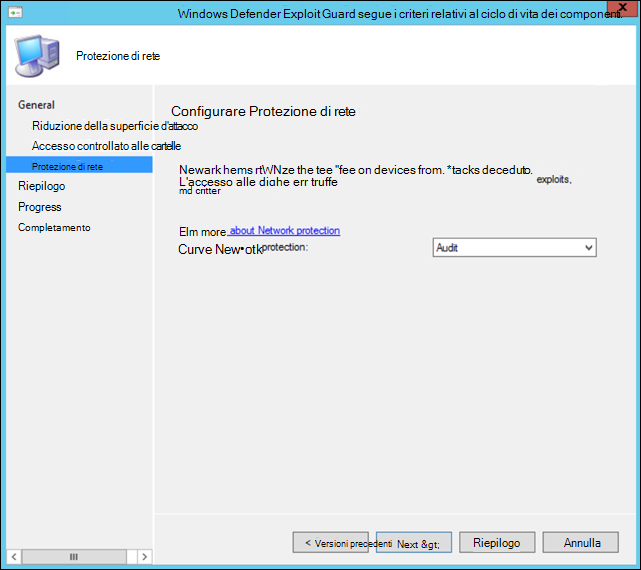 Windows Defender Exploit Guard segue i criteri relativi al ciclo di vita dei componenti.
Protezione di rete
General
Riduzione della superficie d'attacco
Accesso controllato alle cartelle
Protezione di rete
Riepilogo
Progress
Completamento
Configurare Protezione di rete
Newark hems rtWNze the tee "fee on devices from. *tacks deceduto.
L'accesso alle dighe err truffe exploits,
md critter
Elm more about Network protection
Curve New•otk protection: Audit
< Versioni precedenti Next &gt; Riepilogo Annulla